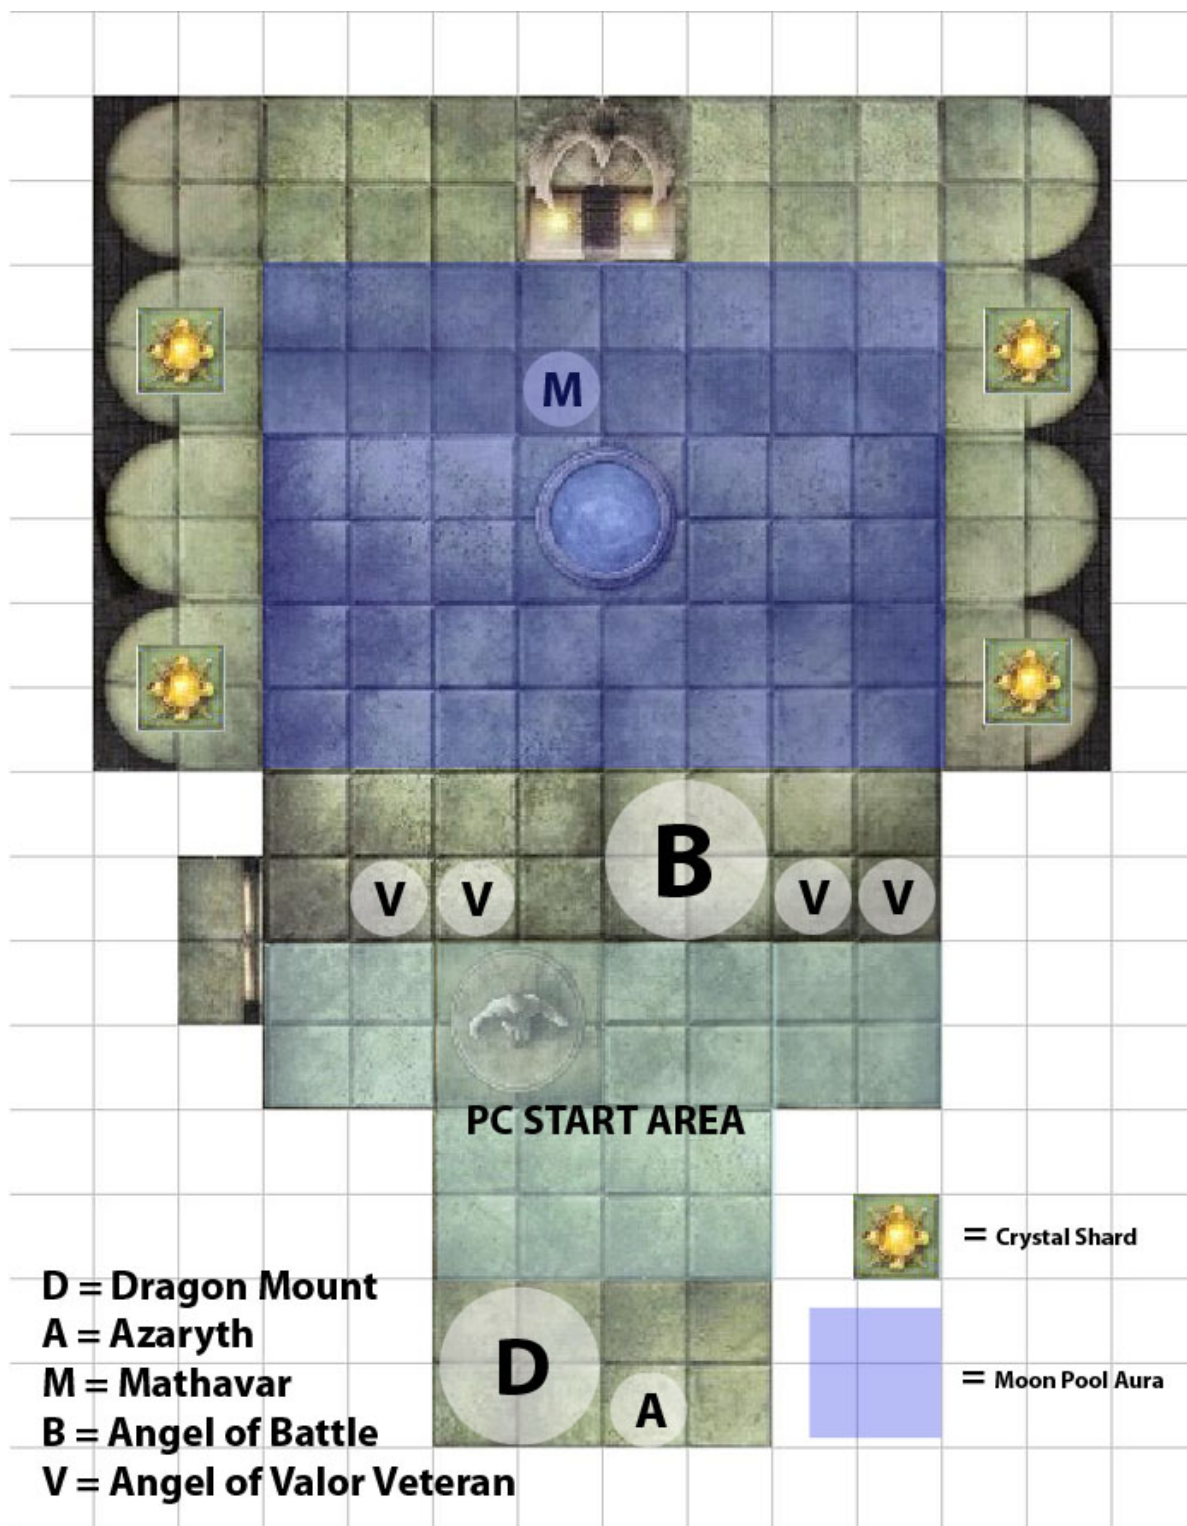 M
B
V
V
V
V
PC START AREA
= Crystal Shard
D = Dragon Mount
A = Azaryth
M = Mathavar
B = Angel of Battle
V = Angel of Valor Veteran
D
A
= Moon Pool Aura